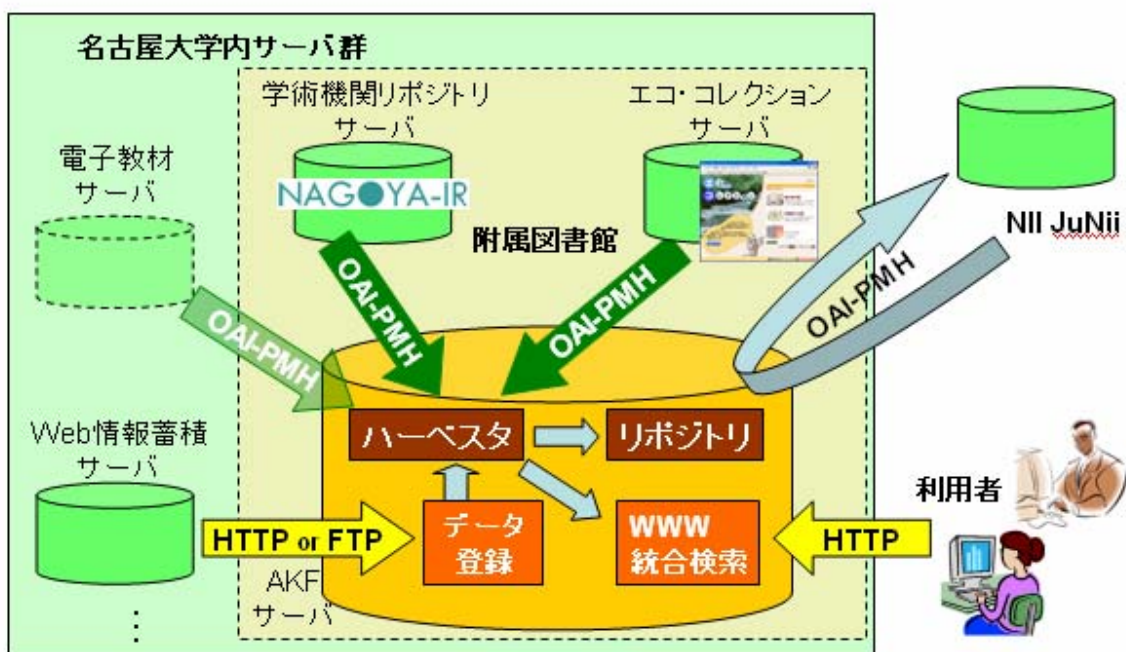 名古屋大学内サーバ群
学術機関リポジトリ
サーバ
エコ・コレクション
サーバ
電子教材
サーバ
NAGOYA-IR
附属図書館
NII JuNii
OAI-PMH
OAI-PMH
OAI-PMH
OAI-PMH
ハーベスタ
リポジトリ
Web情報蓄積
サーバ
利用者
データ
登録
WWW
統合検索
HTTP or FTP
HTTP
AKF
サーバ
⋮